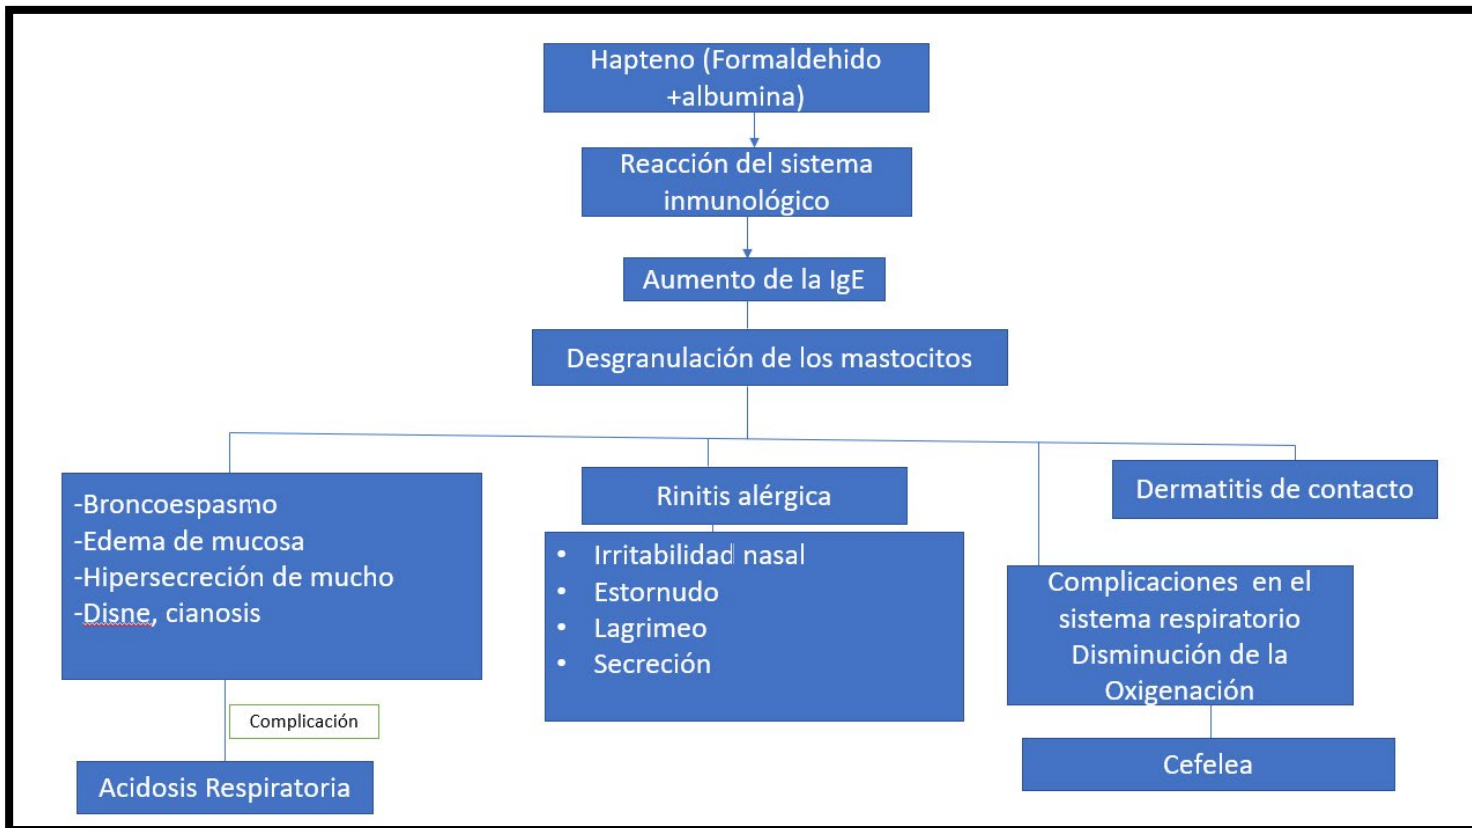 Hapteno (Formaldehido
+albumina)
Reacción del sistema
inmunológico
Aumento de la IgE
Desgranulación de los mastocitos
-Broncoespasmo
-Edema de mucosa
-Hipersecreción de mucho
-Disne, cianosis
Complicación
Acidosis Respiratoria
Rinitis alérgica
• Irritabilidad nasal
• Estornudo
• Lagrimeo
• Secreción
Dermatitis de contacto
Complicaciones en el
sistema respiratorio
Disminución de la
Oxigenación
Cefelea